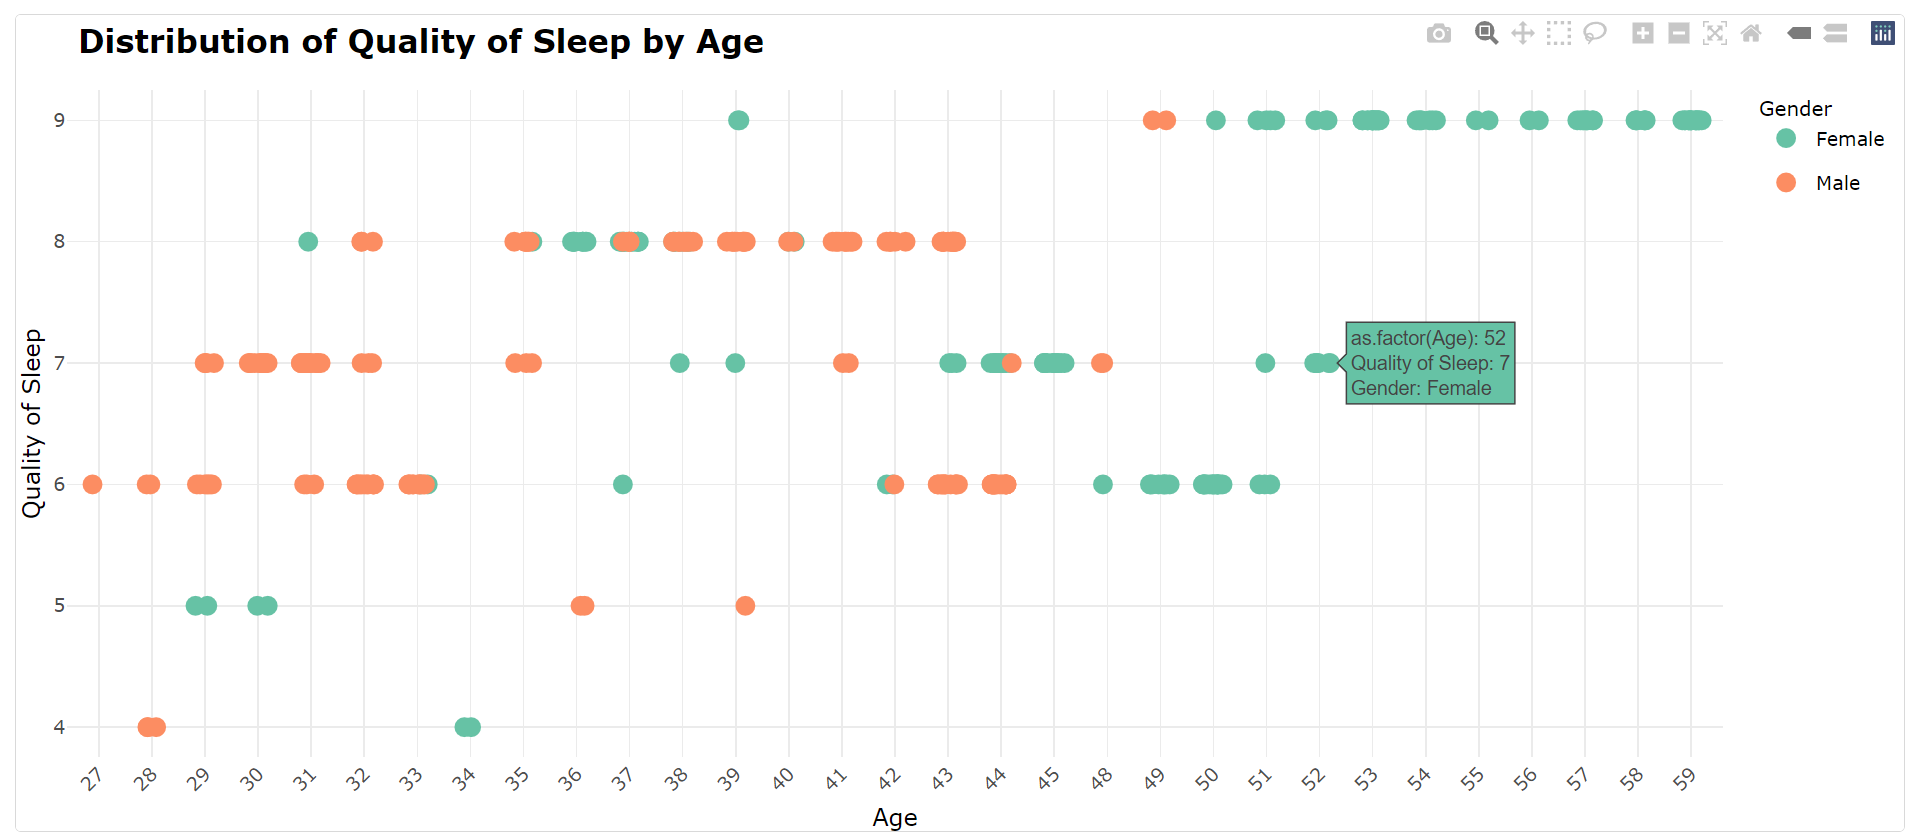 Distribution of Quality of Sleep by Age
Gender
Female
Male
Quality of Sleep
9
8
7
6
5
4
as.factor(Age): 52
Quality of Sleep: 7
Gender: Female
27 28 29 30 31 32 33 34 35 36 37 38 39 40 41 42 43 44 45 48 49 50 51 52 53 54 55 56 57 58 59
Age